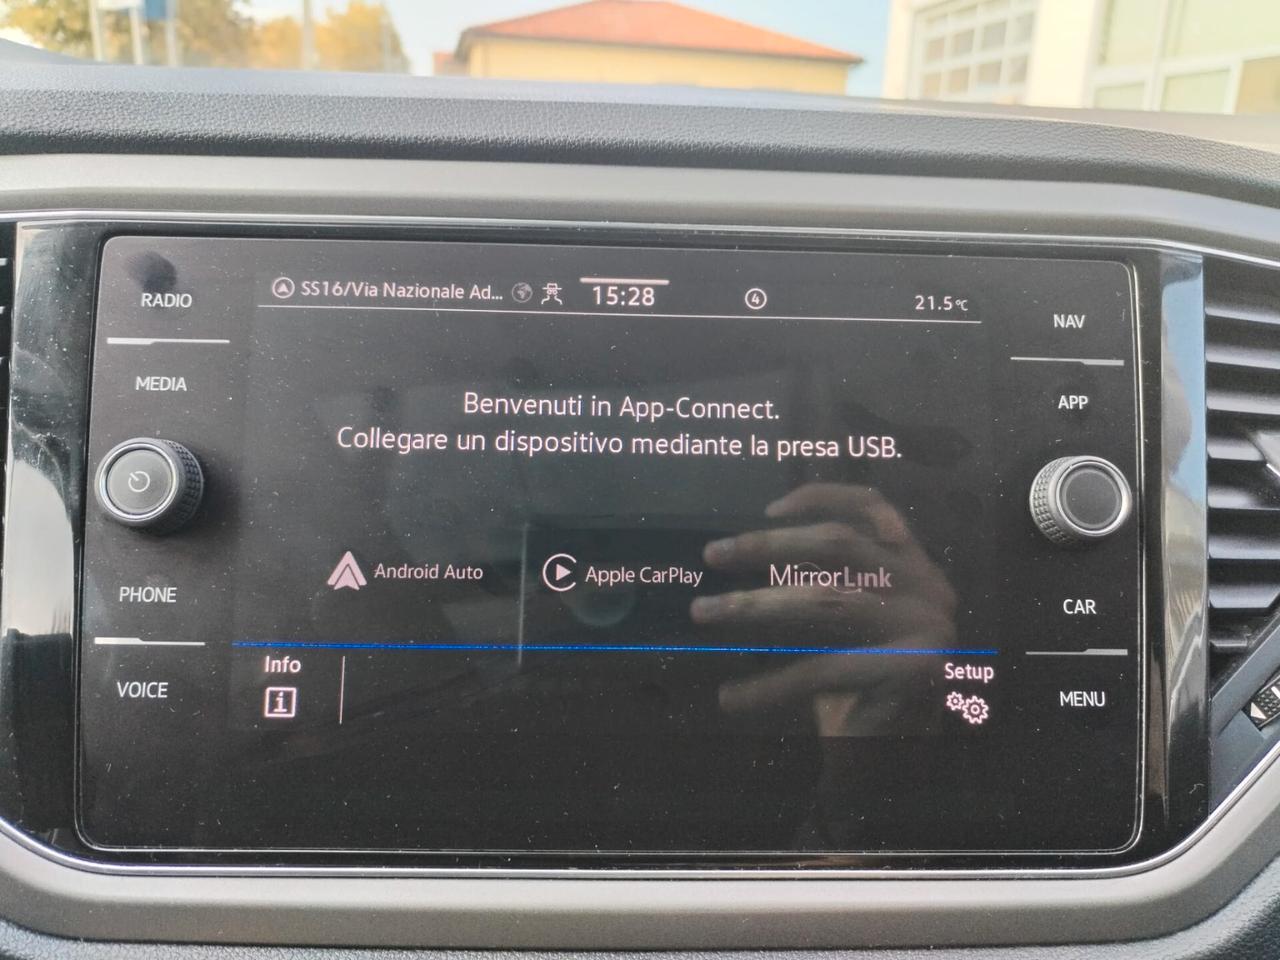 RADIO
MEDIA
PHONE
VOICE
SS16/Via Nazionale Ad...
15:28
4
21.5°C
Benvenuti in App-Connect.
Collegare un dispositivo mediante la presa USB.
Android Auto
Apple CarPlay
MirrorLink
Info
i
Setup
NAV
APP
CAR
MENU